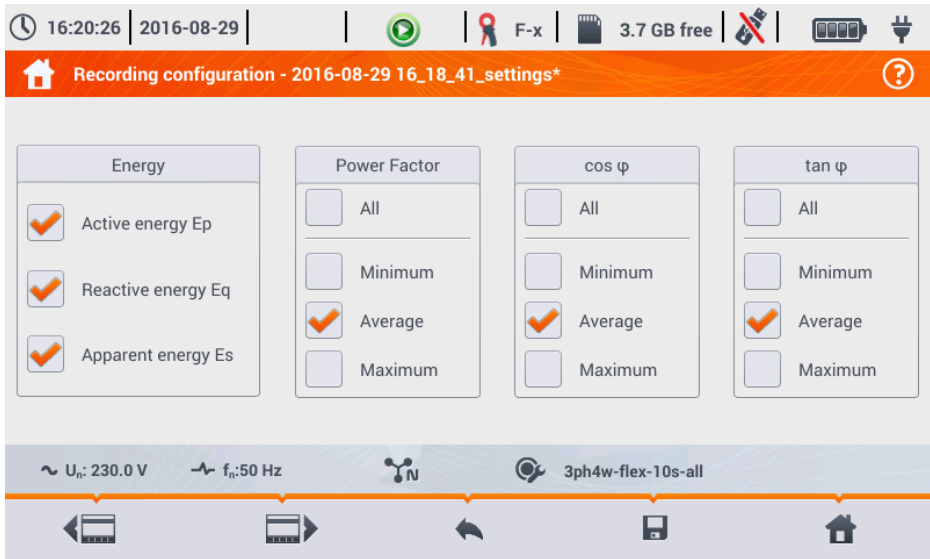 16:20:26 2016-08-29 F-x 3.7 GB free
Recording configuration - 2016-08-29 16_18_41_settings* ?
Energy
Active energy Ep
Reactive energy Eq
Apparent energy Es
Power Factor
All
Minimum
Average
Maximum
cos φ
All
Minimum
Average
Maximum
tan φ
All
Minimum
Average
Maximum
Uₙ: 230.0 V fₙ:50 Hz N 3ph4w-flex-10s-all